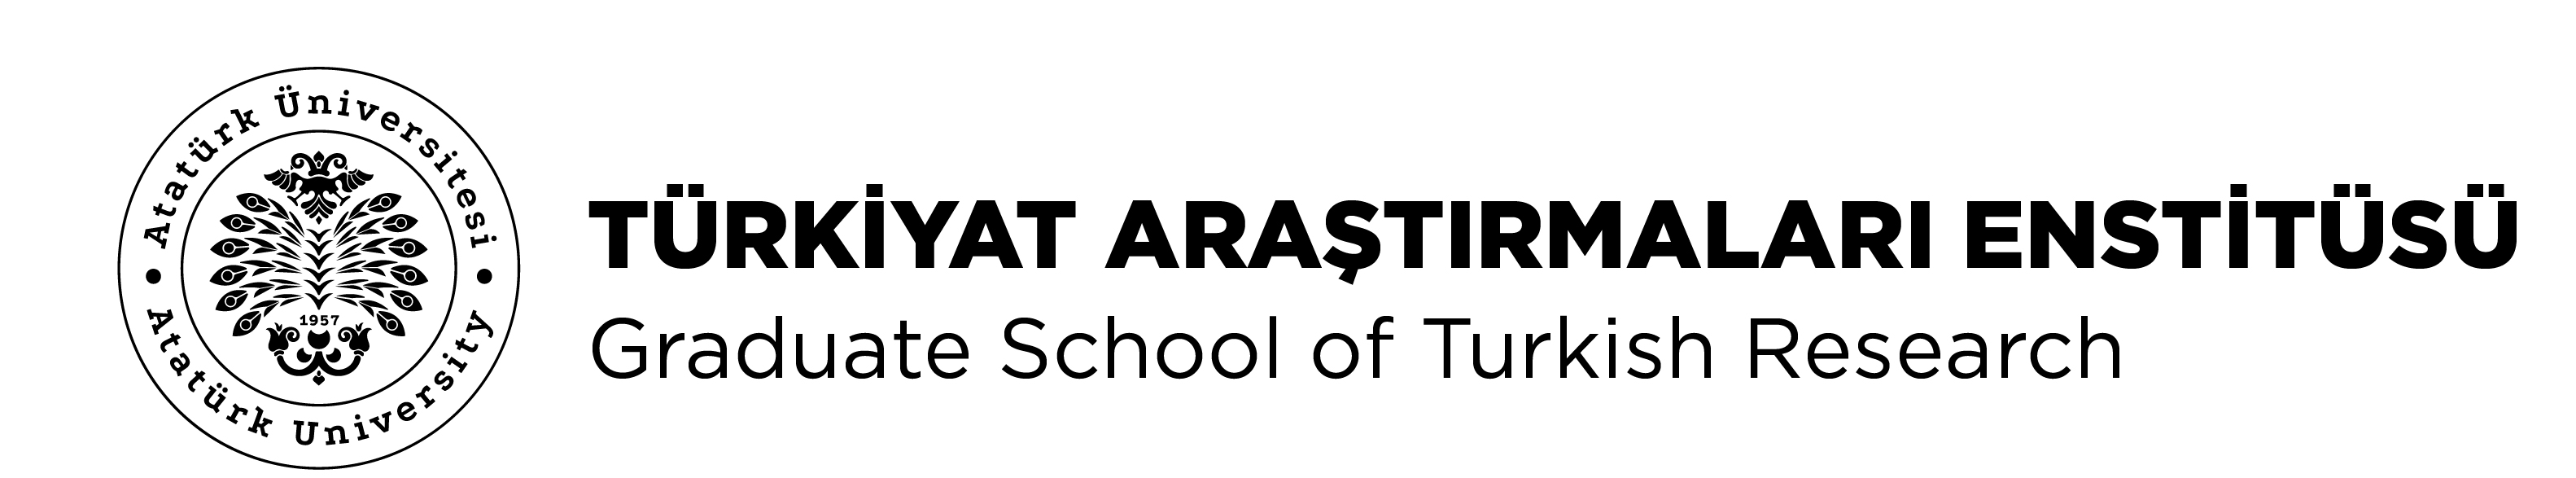 Atatürk Üniversitesi
1957
Atatürk University
TÜRKİYAT ARAŞTIRMALARI ENSTİTÜSÜ
Graduate School of Turkish Research